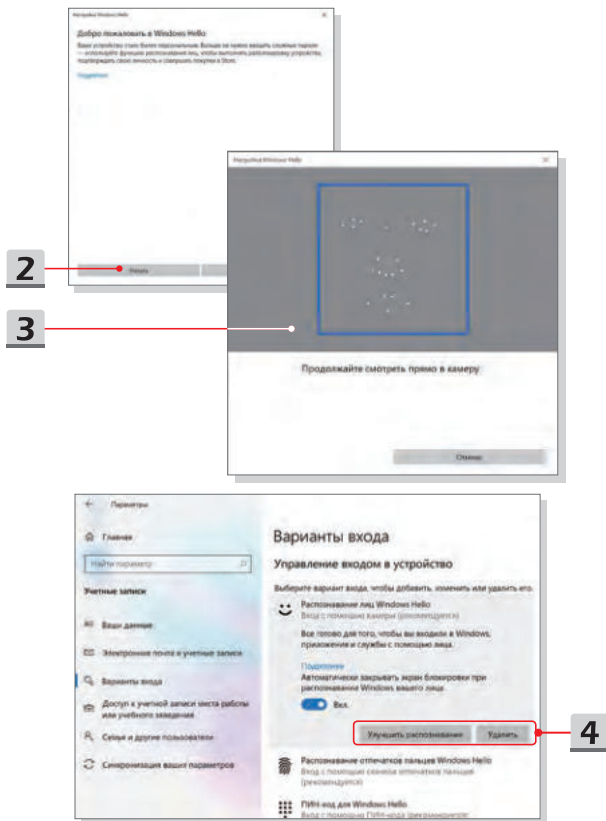 Настройка Windows Hello
Добро пожаловать в Windows Hello
Ваше устройство стало более персональным. Больше не нужно вводить сложные пароли
— используйте функцию распознавания лиц, чтобы выполнить разблокировку устройства,
подтверждать свою личность и совершать покупки в Store.
Подробнее
2
Начать
Настройка Windows Hello
3
Продолжайте смотреть прямо в камеру
Отмена
Параметры
Главная
Найти параметр
Учетные записи
Ваши данные
Электронная почта и учетные записи
Варианты входа
Доступ к учетной записи места работы
или учебного заведения
Семья и другие пользователи
Синхронизация ваших параметров
Варианты входа
Управление входом в устройство
Выберите вариант входа, чтобы добавить, изменить или удалить его.
Распознавание лиц Windows Hello
Вход с помощью камеры (рекомендуется)
Все готово для того, чтобы вы входили в Windows,
приложения и службы с помощью лица.
Подробнее
Автоматически закрывать экран блокировки при
распознавании Windows вашего лица.
Вкл.
Улучшить распознавание
Удалить
4
Распознавание отпечатков пальцев Windows Hello
Вход с помощью сканера отпечатков пальцев
(рекомендуется)
ПИН-код для Windows Hello
Вход с помощью ПИН-кода (рекомендуется)